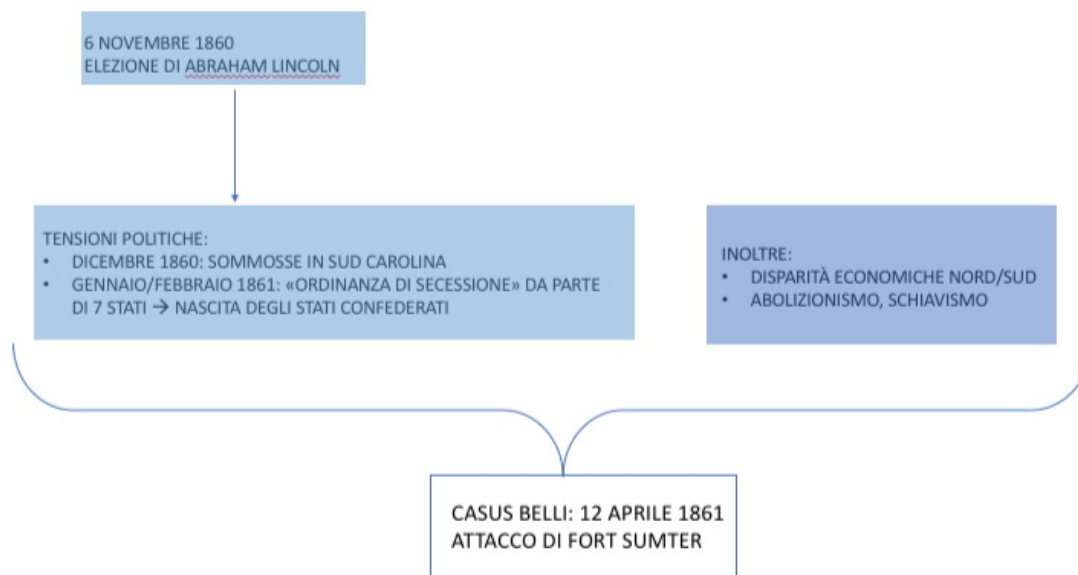 6 NOVEMBRE 1860
ELEZIONE DI ABRAHAM LINCOLN
TENSIONI POLITICHE:
• DICEMBRE 1860: SOMMOSSE IN SUD CAROLINA
• GENNAIO/FEBBRAIO 1861: «ORDINANZA DI SECESSIONE» DA PARTE
DI 7 STATI → NASCITA DEGLI STATI CONFEDERATI
INOLTRE:
• DISPARITÀ ECONOMICHE NORD/SUD
• ABOLIZIONISMO, SCHIAVISMO
CASUS BELLI: 12 APRILE 1861
ATTACCO DI FORT SUMTER